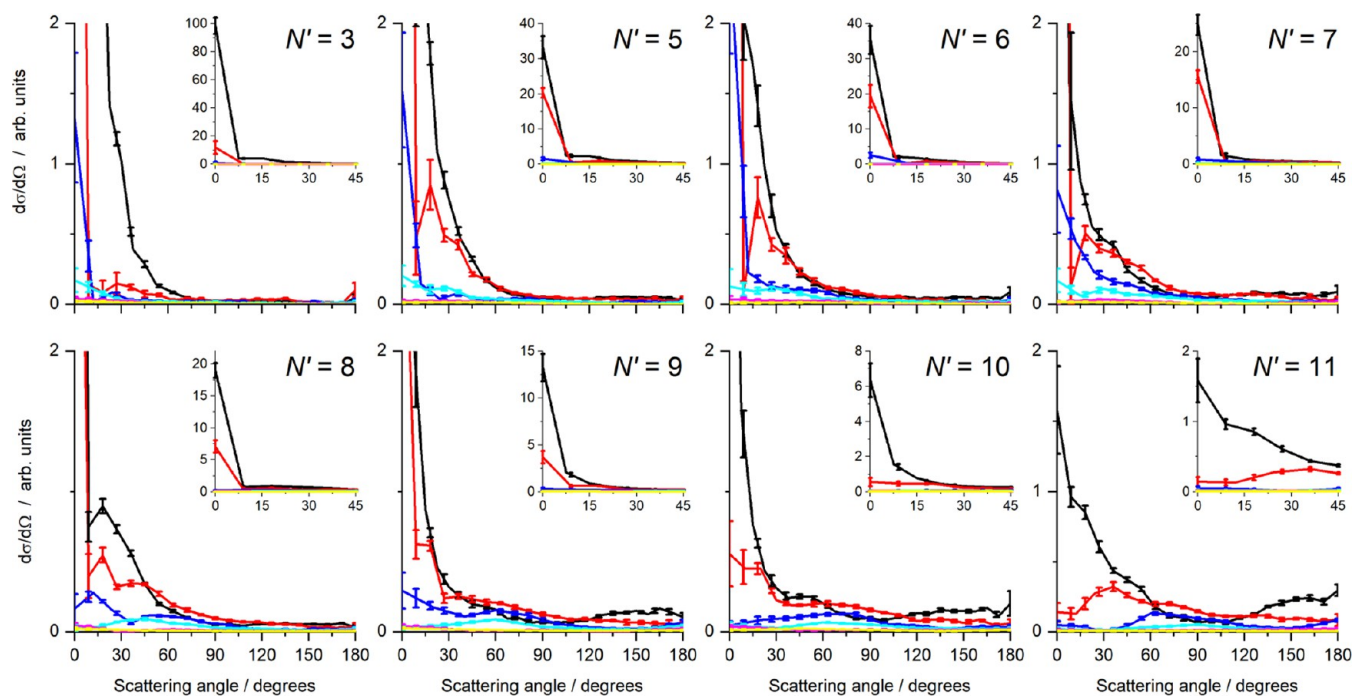 2
1
0
dσ/dΩ / arb. units
100
80
60
40
20
0
0 15 30 45
N′ = 3
2
1
0
40
30
20
10
0
0 15 30 45
N′ = 5
2
1
0
40
30
20
10
0
0 15 30 45
N′ = 6
2
1
0
20
10
0
0 15 30 45
N′ = 7
2
1
0
dσ/dΩ / arb. units
20
15
10
5
0
0 15 30 45
N′ = 8
0 30 60 90 120 150 180
Scattering angle / degrees
2
1
0
15
10
5
0
0 15 30 45
N′ = 9
0 30 60 90 120 150 180
Scattering angle / degrees
2
1
0
8
6
4
2
0
0 15 30 45
N′ = 10
0 30 60 90 120 150 180
Scattering angle / degrees
2
1
0
2
1
0
0 15 30 45
N′ = 11
0 30 60 90 120 150 180
Scattering angle / degrees